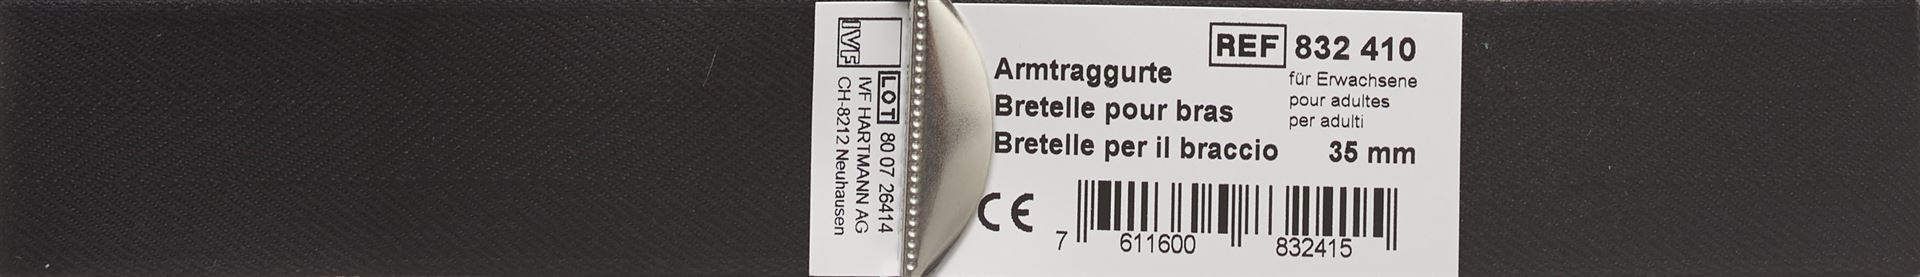 IVF
LOT 80 07 26414
IVF HARTMANN AG
CH-8212 Neuhausen
REF 832 410
Armtraggurte
Bretelle pour bras
Bretelle per il braccio
für Erwachsene
pour adultes
per adulti
35 mm
CE
7 611600 832415